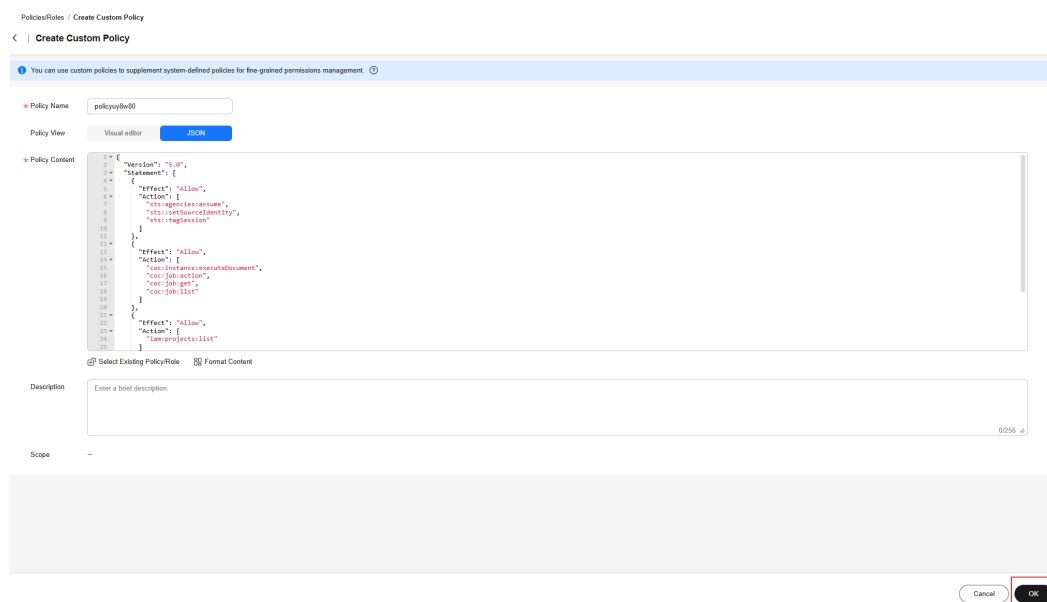 Policies/Roles / Create Custom Policy
Create Custom Policy
You can use custom policies to supplement system-defined policies for fine-grained permissions management.
* Policy Name policyuy8w80
Policy View Visual editor JSON
* Policy Content
1 {
2 "Version": "5.0",
3 "Statement": [
4 {
5 "Effect": "Allow",
6 "Action": [
7 "sts:agencies:assume",
8 "sts::setSourceIdentity",
9 "sts::tagSession"
10 ]
11 },
12 {
13 "Effect": "Allow",
14 "Action": [
15 "coc:instance:executeDocument",
16 "coc:job:action",
17 "coc:job:get",
18 "coc:job:list"
19 ]
20 },
21 {
22 "Effect": "Allow",
23 "Action": [
24 "iam:projects:list"
25 ]
Select Existing Policy/Role Format Content
Description Enter a brief description.
0/256
Scope --
Cancel OK